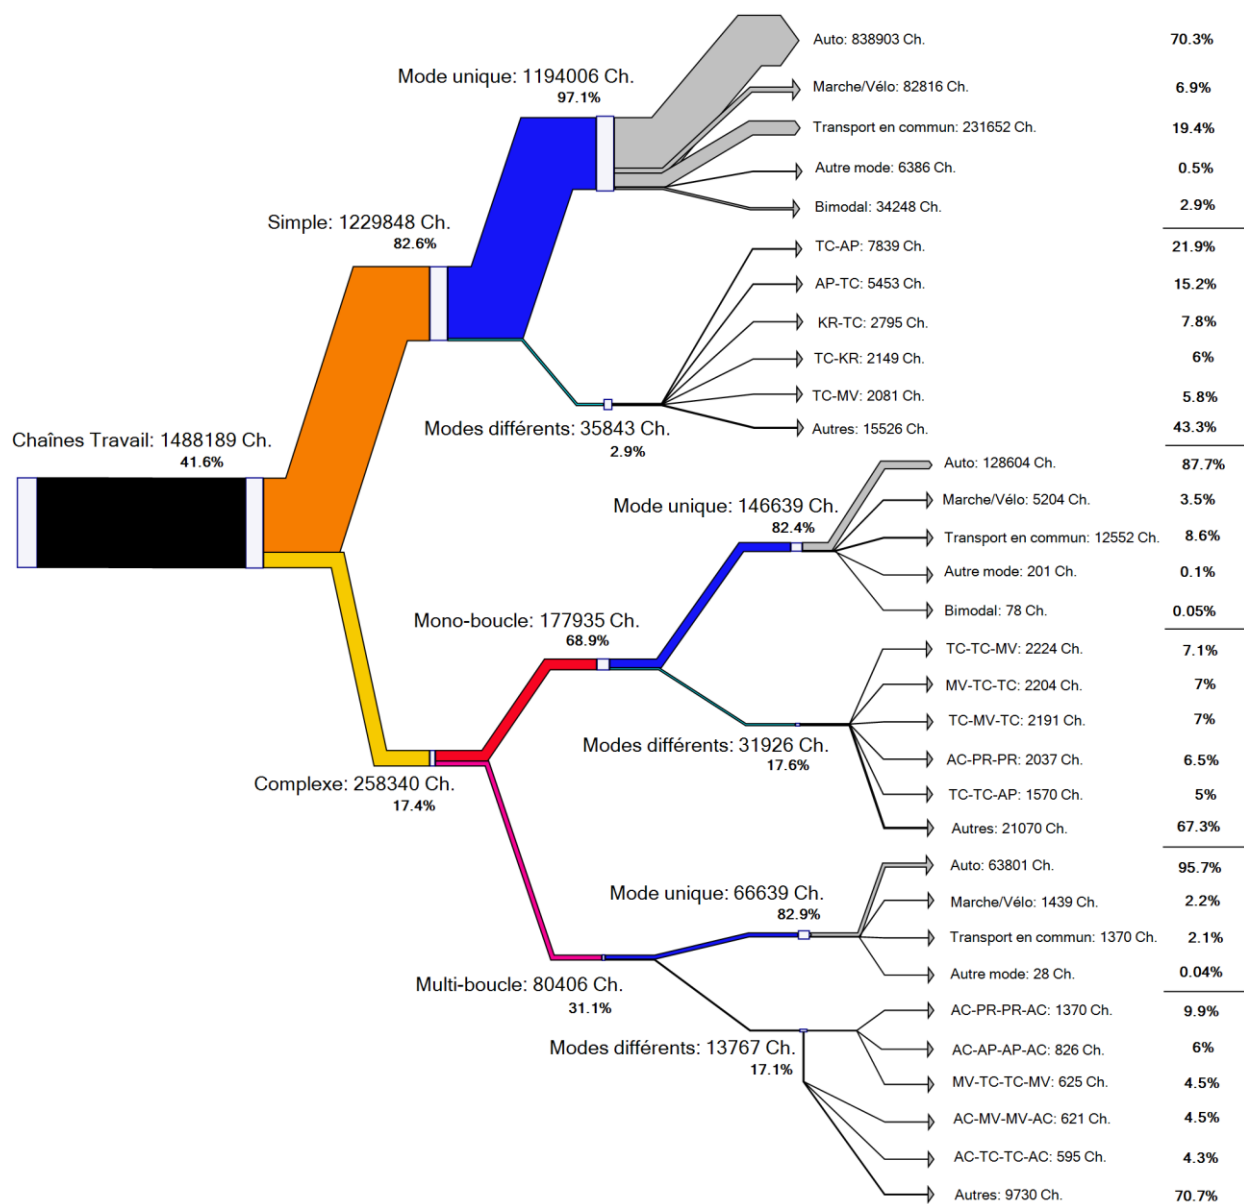 Auto: 838903 Ch. 70.3%
Mode unique: 1194006 Ch.
97.1%
Marche/Vélo: 82816 Ch. 6.9%
Transport en commun: 231652 Ch. 19.4%
Autre mode: 6386 Ch. 0.5%
Bimodal: 34248 Ch. 2.9%
Simple: 1229848 Ch.
82.6%
TC-AP: 7839 Ch. 21.9%
AP-TC: 5453 Ch. 15.2%
KR-TC: 2795 Ch. 7.8%
TC-KR: 2149 Ch. 6%
TC-MV: 2081 Ch. 5.8%
Autres: 15526 Ch. 43.3%
Modes différents: 35843 Ch.
2.9%
Chaînes Travail: 1488189 Ch.
41.6%
Auto: 128604 Ch. 87.7%
Mode unique: 146639 Ch.
82.4%
Marche/Vélo: 5204 Ch. 3.5%
Transport en commun: 12552 Ch. 8.6%
Autre mode: 201 Ch. 0.1%
Bimodal: 78 Ch. 0.05%
Mono-boucle: 177935 Ch.
68.9%
TC-TC-MV: 2224 Ch. 7.1%
MV-TC-TC: 2204 Ch. 7%
TC-MV-TC: 2191 Ch. 7%
Modes différents: 31926 Ch.
17.6%
AC-PR-PR: 2037 Ch. 6.5%
TC-TC-AP: 1570 Ch. 5%
Autres: 21070 Ch. 67.3%
Complexe: 258340 Ch.
17.4%
Auto: 63801 Ch. 95.7%
Mode unique: 66639 Ch.
82.9%
Marche/Vélo: 1439 Ch. 2.2%
Transport en commun: 1370 Ch. 2.1%
Autre mode: 28 Ch. 0.04%
Multi-boucle: 80406 Ch.
31.1%
AC-PR-PR-AC: 1370 Ch. 9.9%
Modes différents: 13767 Ch.
17.1%
AC-AP-AP-AC: 826 Ch. 6%
MV-TC-TC-MV: 625 Ch. 4.5%
AC-MV-MV-AC: 621 Ch. 4.5%
AC-TC-TC-AC: 595 Ch. 4.3%
Autres: 9730 Ch. 70.7%